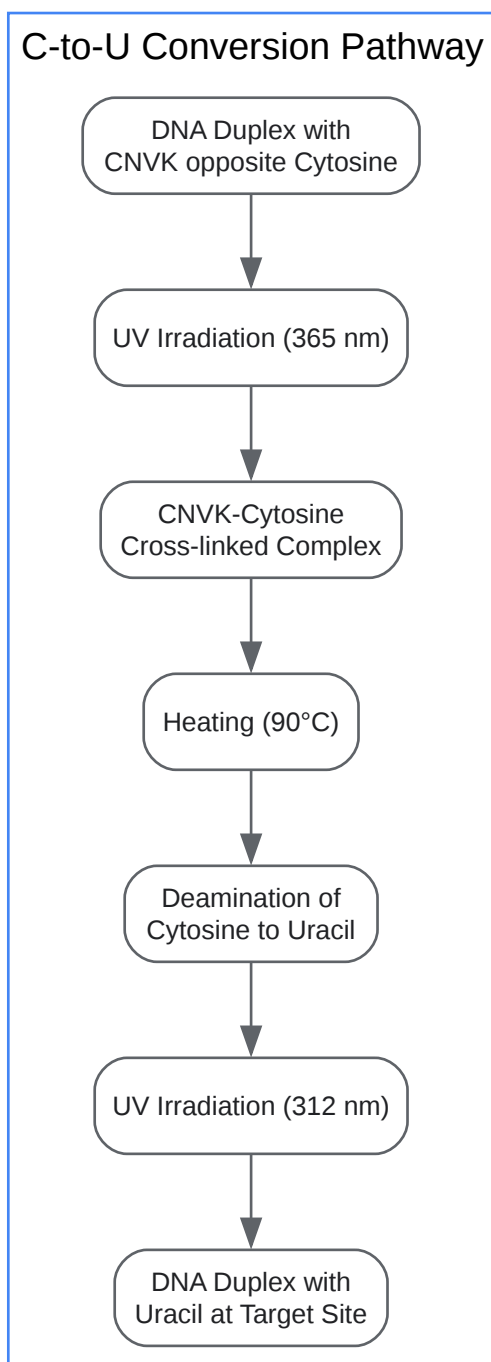 C-to-U Conversion Pathway
DNA Duplex with
CNVK opposite Cytosine
UV Irradiation (365 nm)
CNVK-Cytosine
Cross-linked Complex
Heating (90°C)
Deamination of
Cytosine to Uracil
UV Irradiation (312 nm)
DNA Duplex with
Uracil at Target Site